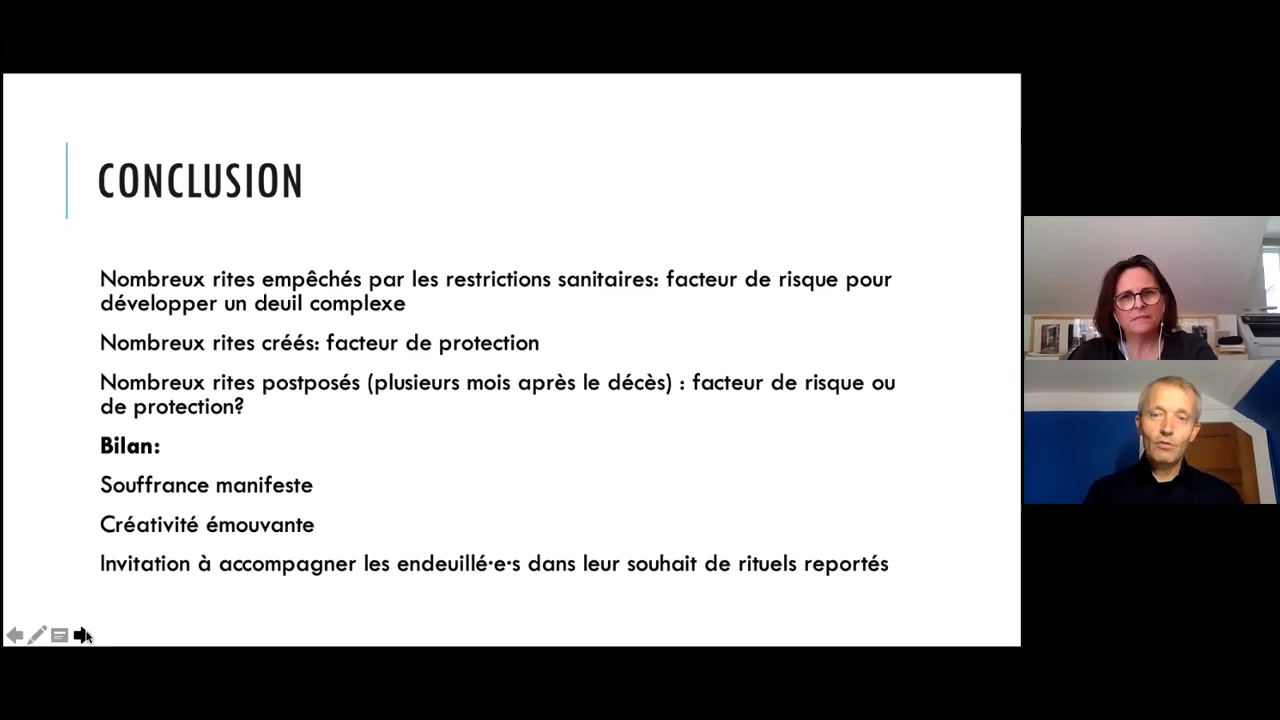 CONCLUSION
Nombreux rites empêchés par les restrictions sanitaires: facteur de risque pour
développer un deuil complexe
Nombreux rites créés: facteur de protection
Nombreux rites postposés (plusieurs mois après le décès) : facteur de risque ou
de protection?
Bilan:
Souffrance manifeste
Créativité émouvante
Invitation à accompagner les endeuillé·e·s dans leur souhait de rituels reportés